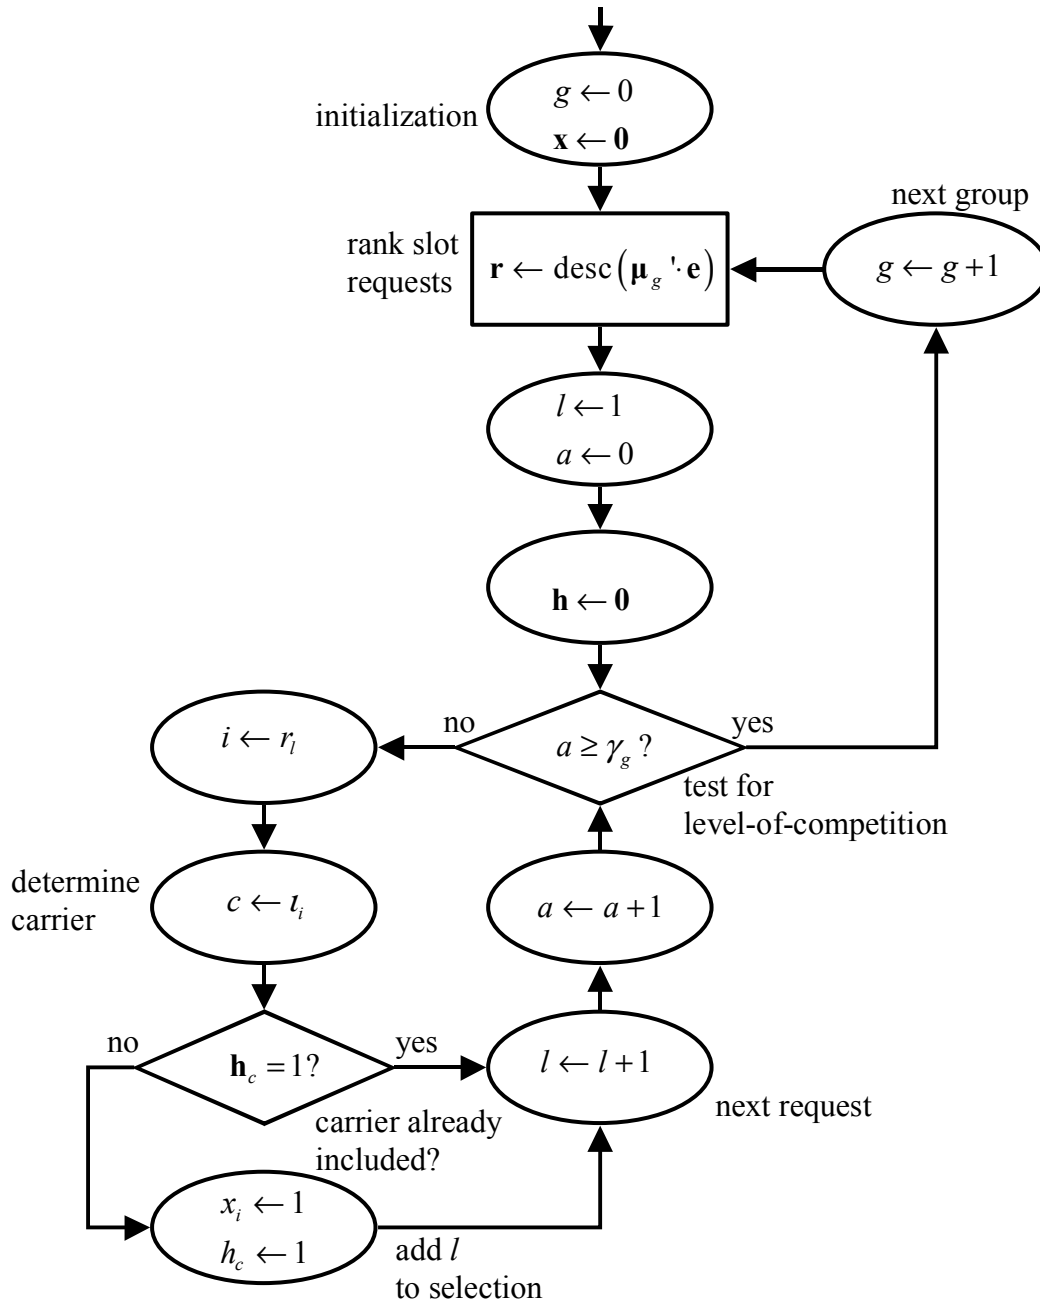 initialization
g ← 0
x ← 0
next group
g ← g + 1
rank slot
requests
r ← desc(μ_g '· e)
l ← 1
a ← 0
h ← 0
no
a ≥ γ_g ?
yes
test for
level-of-competition
i ← r_l
determine
carrier
c ← ι_i
a ← a + 1
no
h_c = 1?
yes
carrier already
included?
l ← l + 1
next request
x_i ← 1
h_c ← 1
add l
to selection